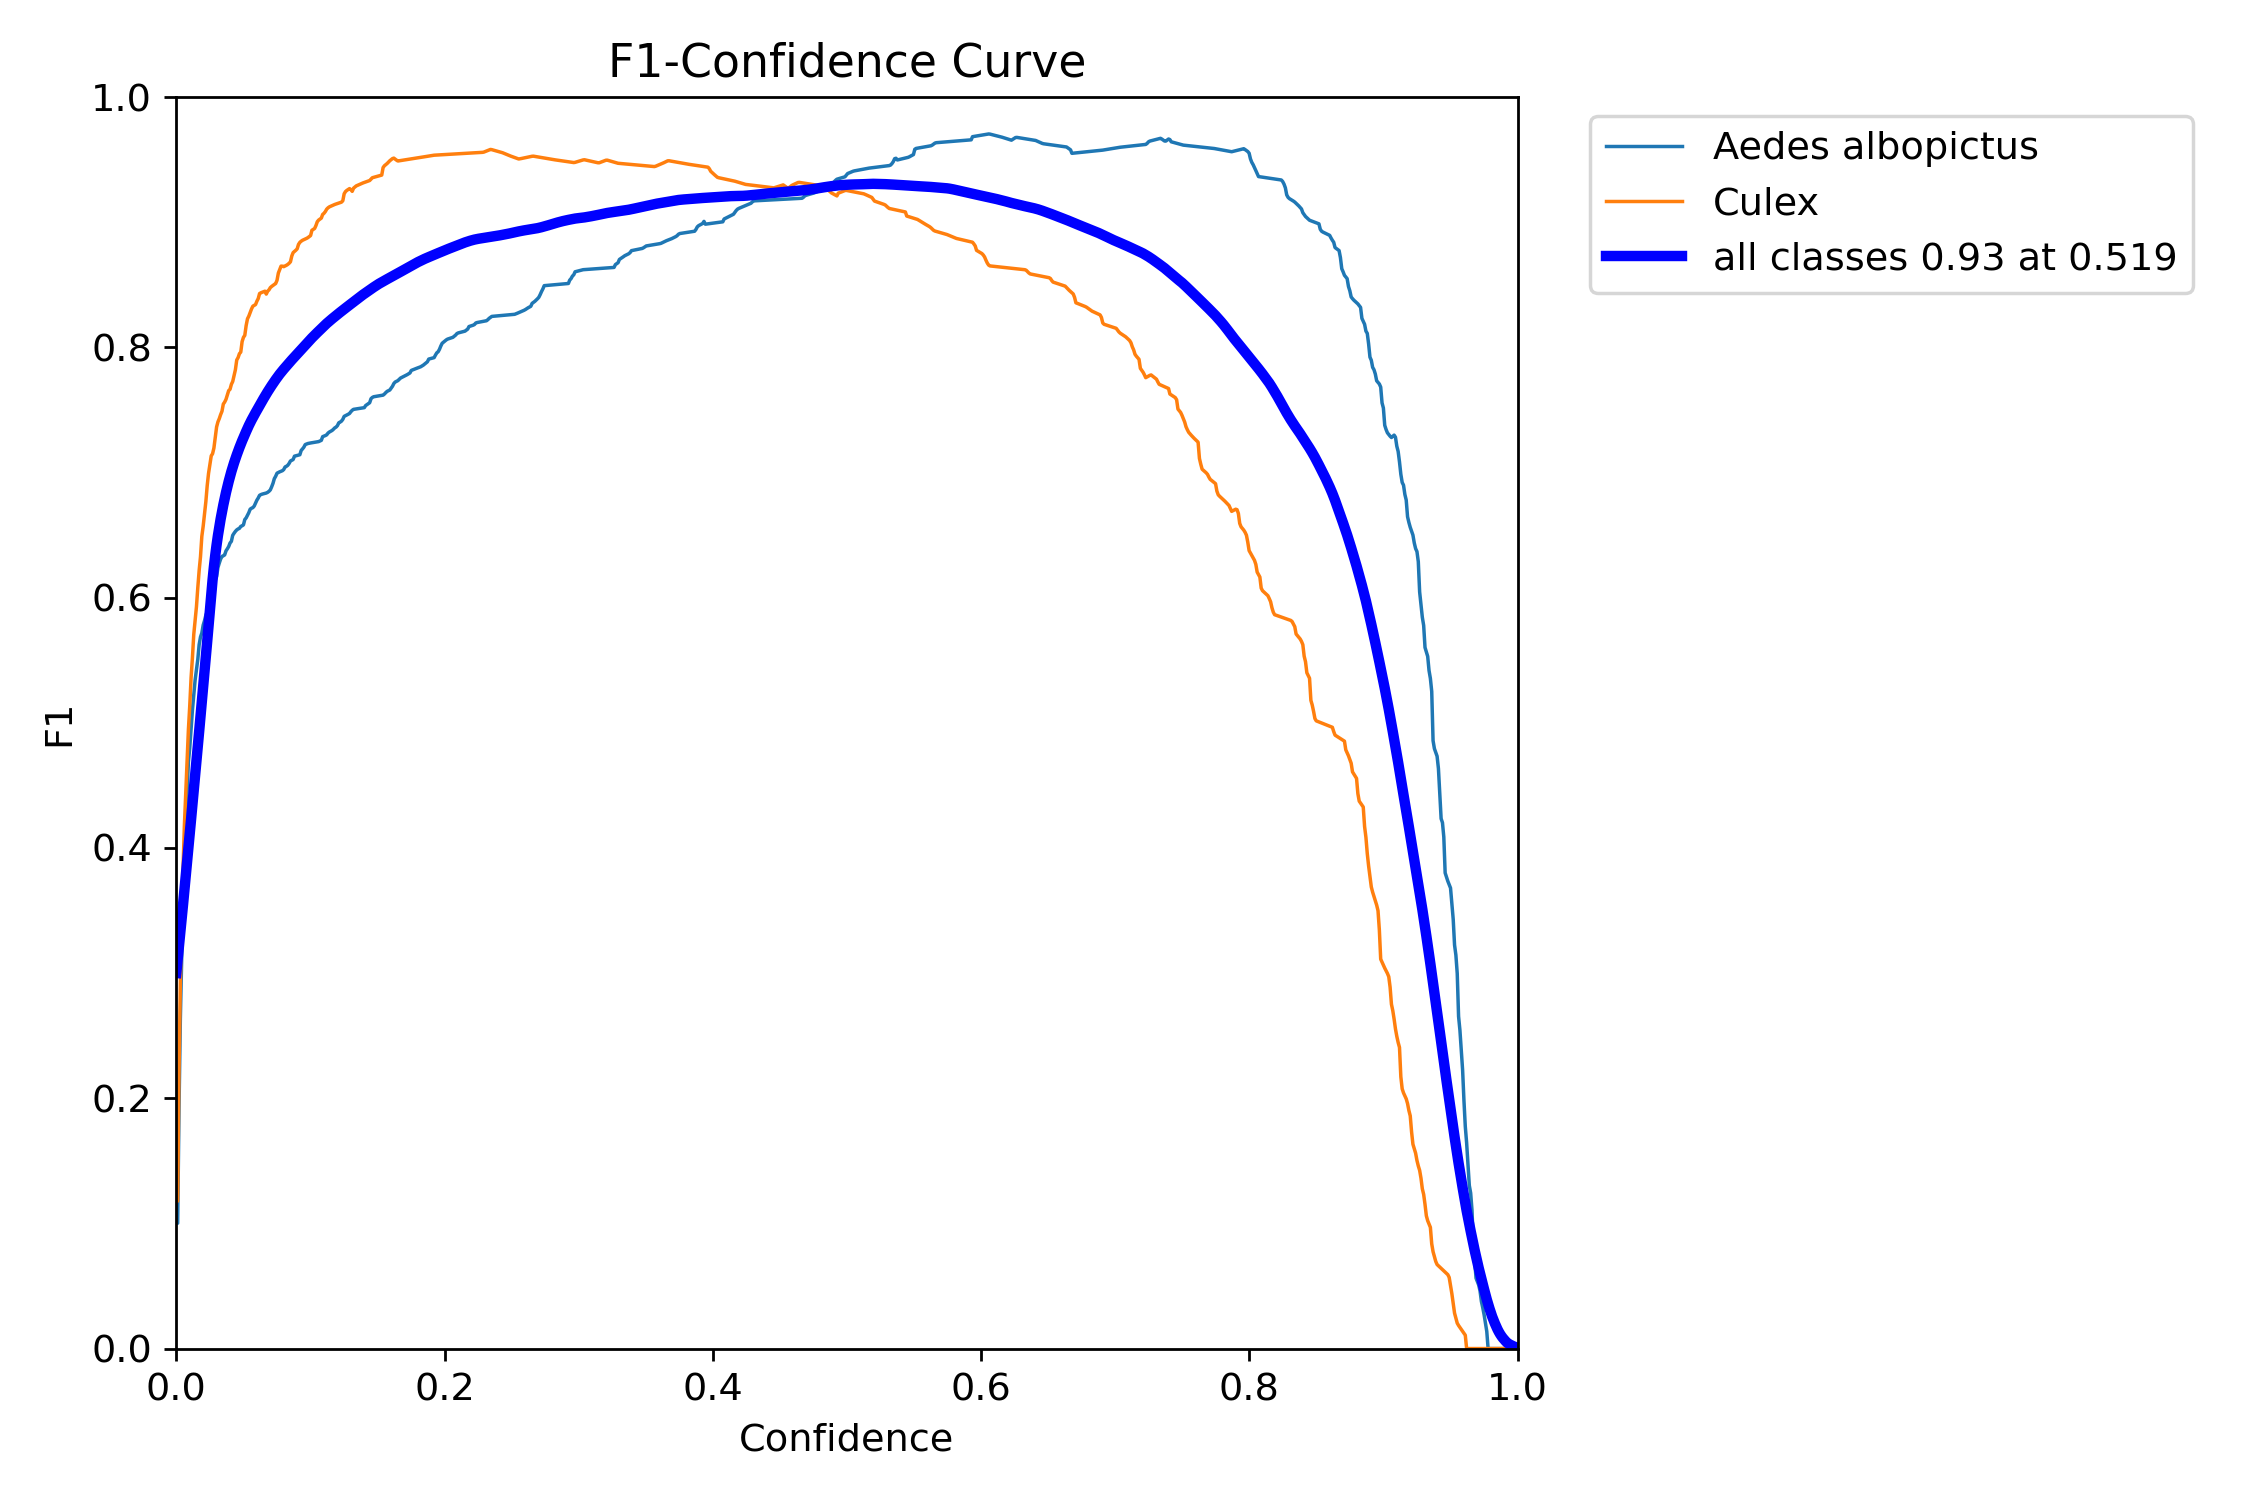 F1-Confidence Curve
1.0
0.8
0.6
0.4
0.2
0.0
F1
0.0 0.2 0.4 0.6 0.8 1.0
Confidence
Aedes albopictus
Culex
all classes 0.93 at 0.519